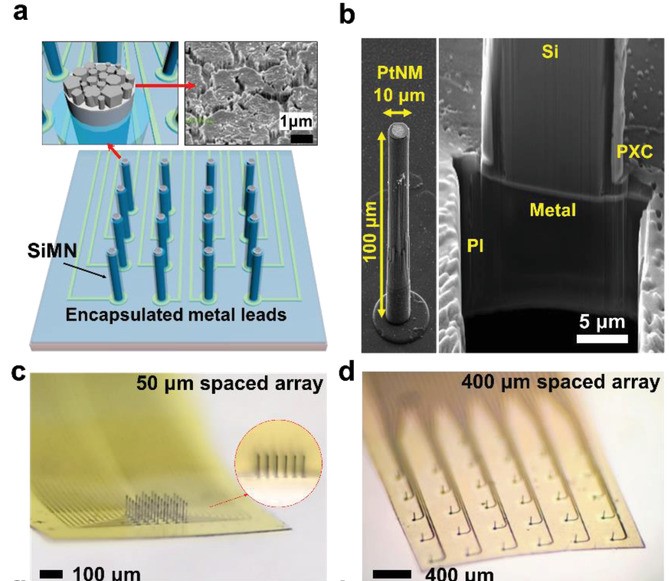 a
1μm
SiMN
Encapsulated metal leads
b
PtNM
10 μm
100 μm
Si
PXC
Metal
PI
5 μm
c
50 μm spaced array
100 μm
d
400 μm spaced array
400 μm